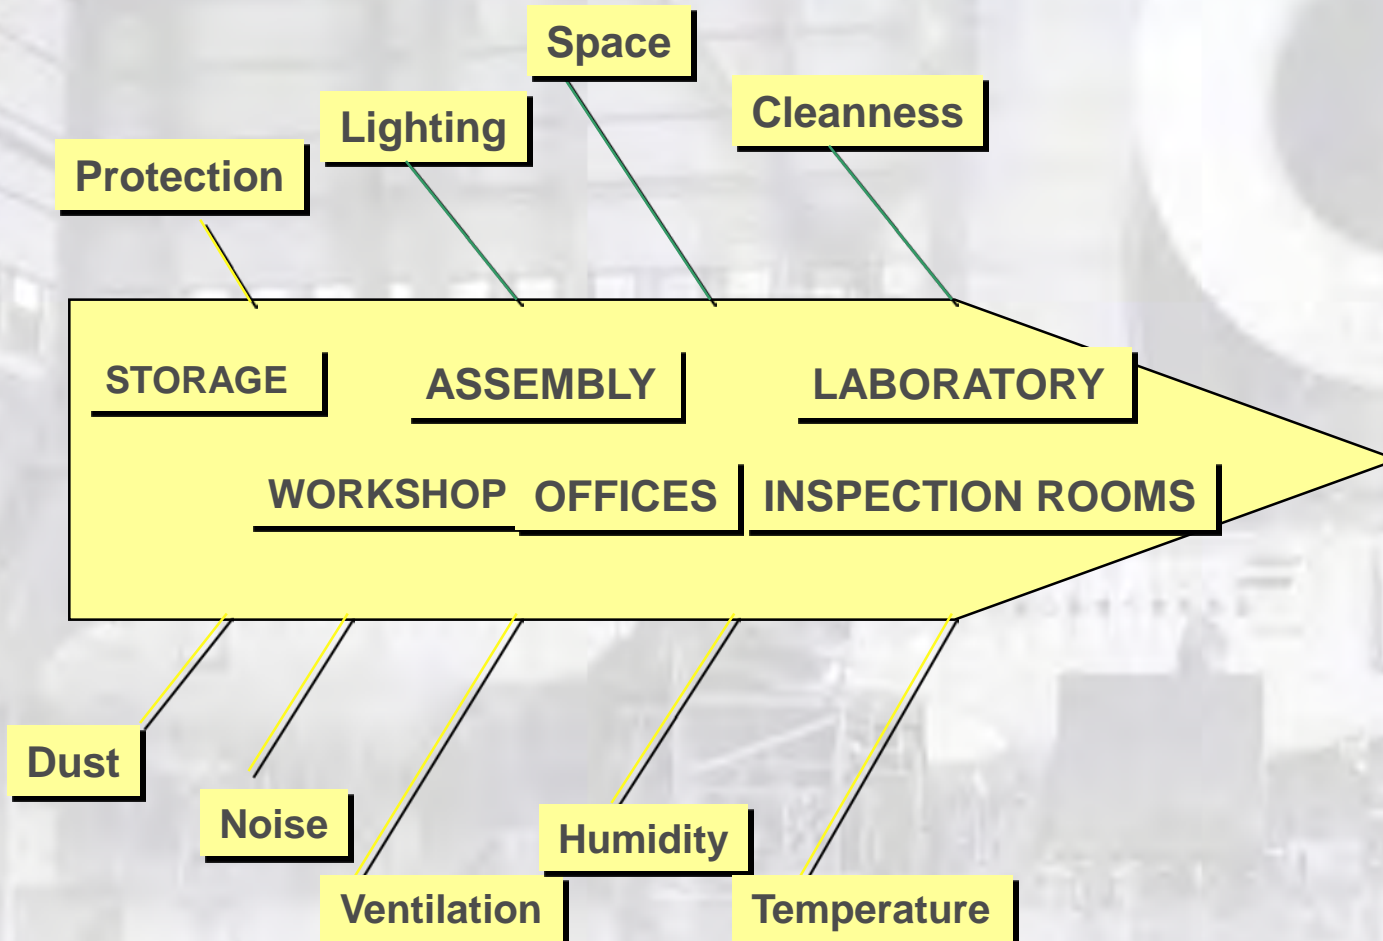 Space
Cleanness
Lighting
Protection
STORAGE
ASSEMBLY
LABORATORY
WORKSHOP
OFFICES
INSPECTION ROOMS
Dust
Noise
Humidity
Ventilation
Temperature